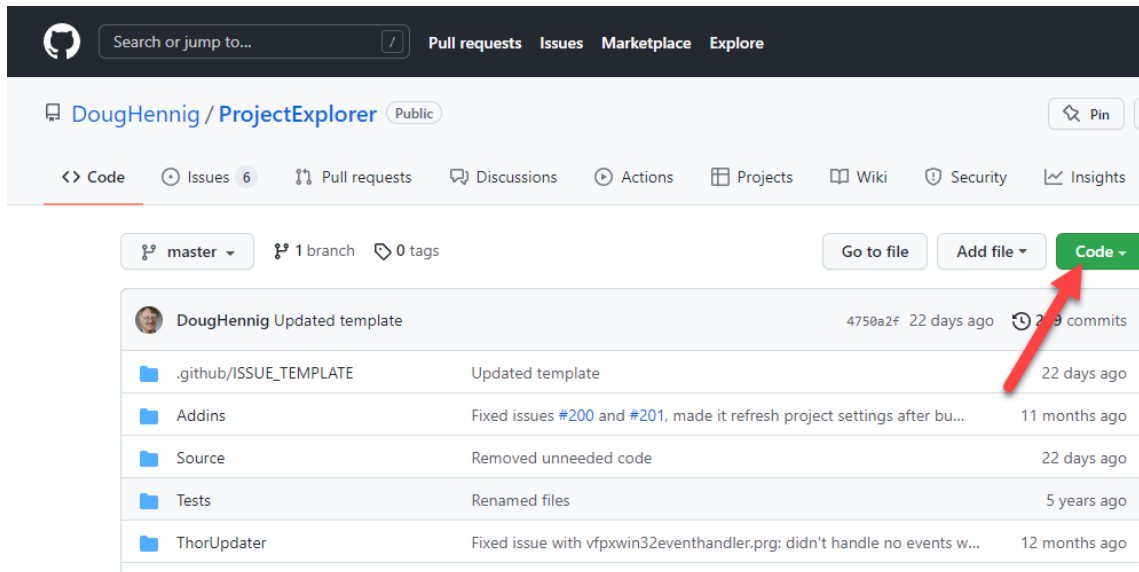 Search or jump to... / Pull requests Issues Marketplace Explore
DougHennig / ProjectExplorer Public Pin
<> Code Issues 6 Pull requests Discussions Actions Projects Wiki Security Insights
master 1 branch 0 tags Go to file Add file Code
DougHennig Updated template 4750a2f 22 days ago commits
.github/ISSUE_TEMPLATE Updated template 22 days ago
Addins Fixed issues #200 and #201, made it refresh project settings after bu... 11 months ago
Source Removed unneeded code 22 days ago
Tests Renamed files 5 years ago
ThorUpdater Fixed issue with vfpxwin32eventhandler.prg: didn't handle no events w... 12 months ago